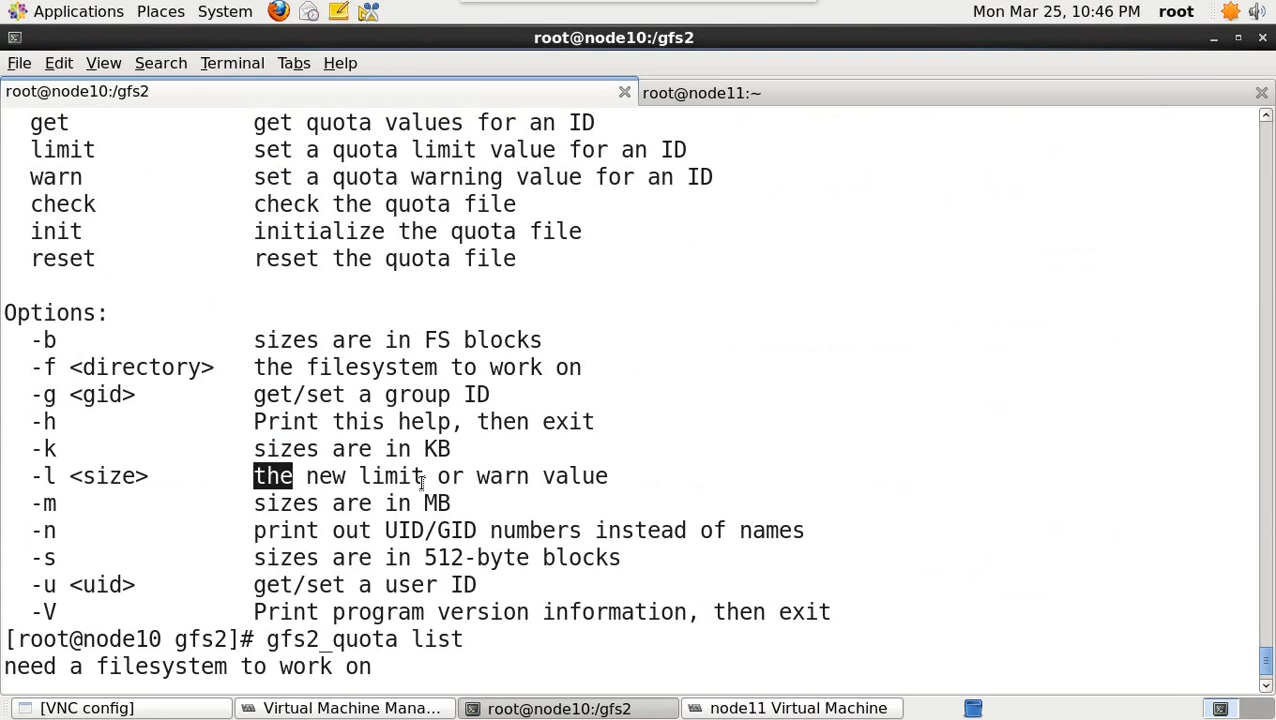 Applications Places System Mon Mar 25, 10:46 PM root
root@node10:/gfs2
File Edit View Search Terminal Tabs Help
root@node10:/gfs2 root@node11:~
get get quota values for an ID
limit set a quota limit value for an ID
warn set a quota warning value for an ID
check check the quota file
init initialize the quota file
reset reset the quota file
Options:
-b sizes are in FS blocks
-f <directory> the filesystem to work on
-g <gid> get/set a group ID
-h Print this help, then exit
-k sizes are in KB
-l <size> the new limit or warn value
-m sizes are in MB
-n print out UID/GID numbers instead of names
-s sizes are in 512-byte blocks
-u <uid> get/set a user ID
-V Print program version information, then exit
[root@node10 gfs2]# gfs2_quota list
need a filesystem to work on
[VNC config] Virtual Machine Mana... root@node10:/gfs2 node11 Virtual Machine